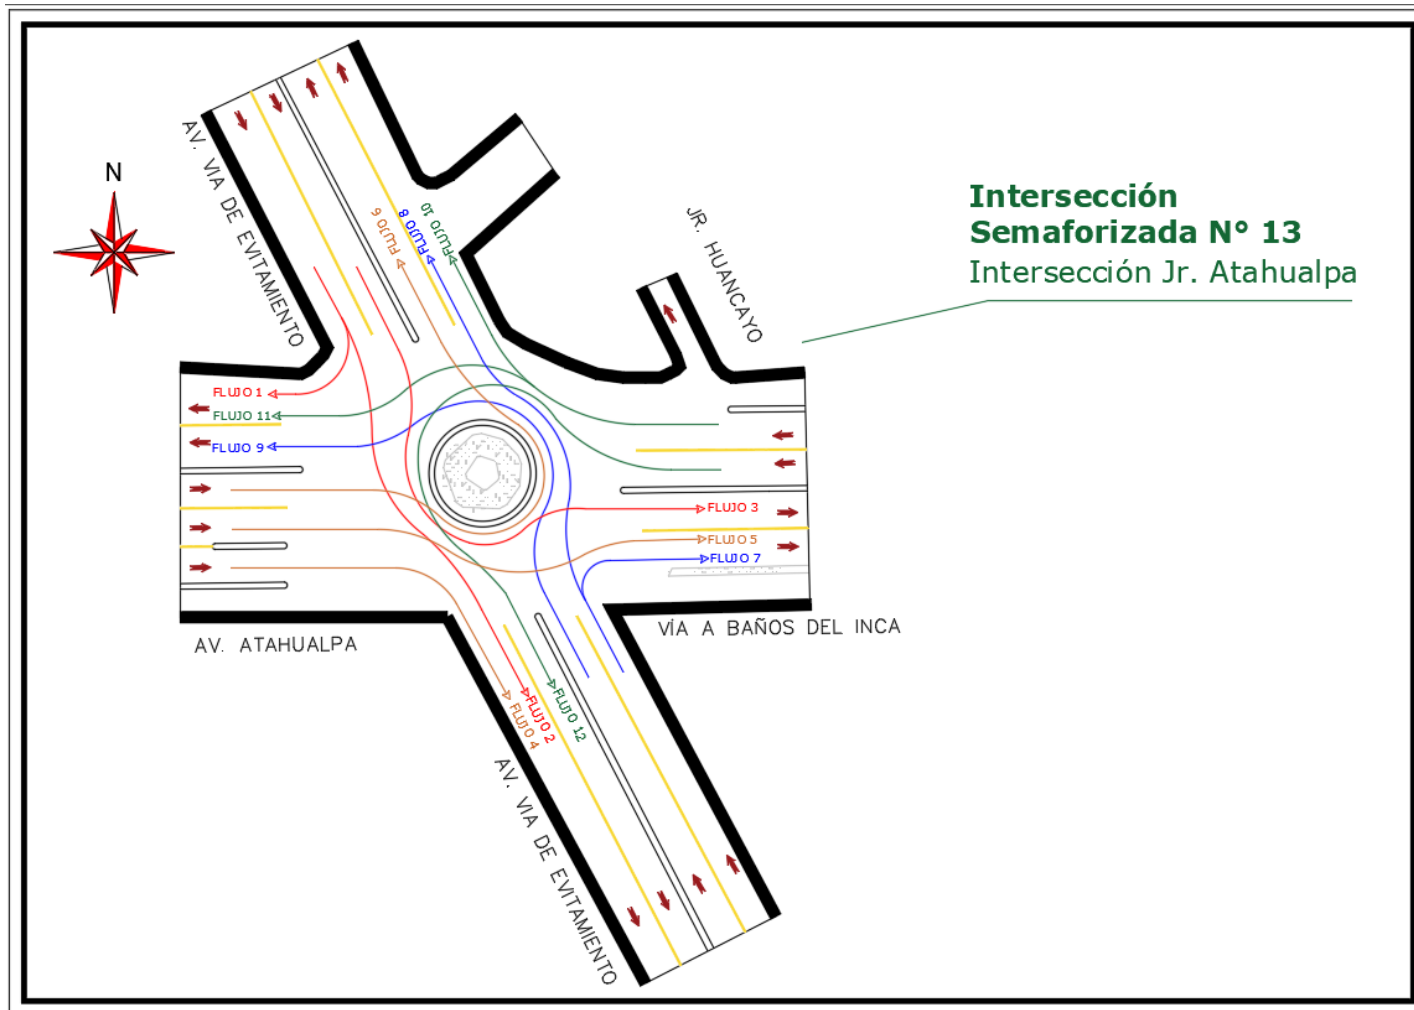 N
AV. VIA DE EVITAMIENTO
JR. HUANCAYO
Intersección
Semaforizada N° 13
Intersección Jr. Atahualpa
FLUJO 6
FLUJO 8
FLUJO 10
FLUJO 1
FLUJO 11
FLUJO 9
FLUJO 3
FLUJO 5
FLUJO 7
AV. ATAHUALPA
VÍA A BAÑOS DEL INCA
FLUJO 4
FLUJO 2
FLUJO 12
AV. VIA DE EVITAMIENTO